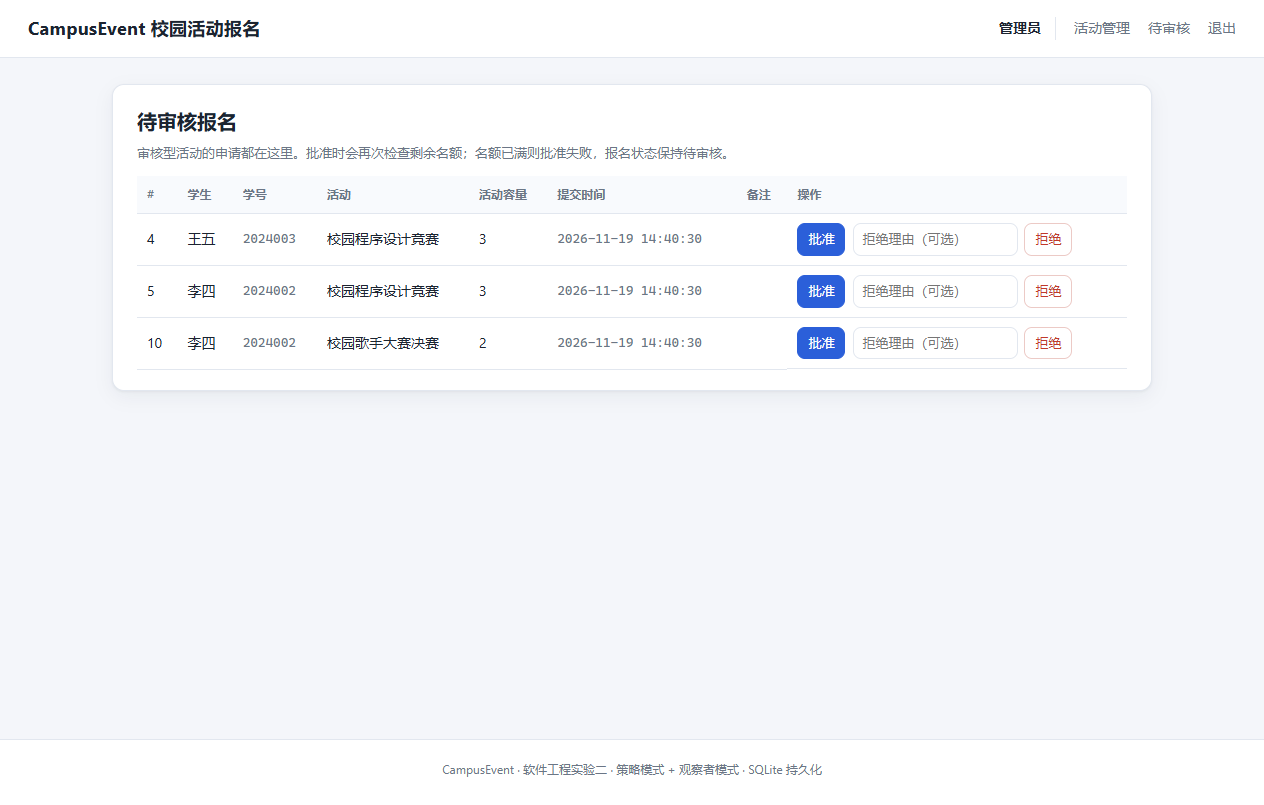 CampusEvent 校园活动报名
管理员 活动管理 待审核 退出
待审核报名
审核型活动的申请都在这里。批准时会再次检查剩余名额；名额已满则批准失败，报名状态保持待审核。
# 学生 学号 活动 活动容量 提交时间 备注 操作
4 王五 2024003 校园程序设计竞赛 3 2026-11-19 14:40:30 批准 拒绝理由（可选） 拒绝
5 李四 2024002 校园程序设计竞赛 3 2026-11-19 14:40:30 批准 拒绝理由（可选） 拒绝
10 李四 2024002 校园歌手大赛决赛 2 2026-11-19 14:40:30 批准 拒绝理由（可选） 拒绝
CampusEvent · 软件工程实验二 · 策略模式 + 观察者模式 · SQLite 持久化